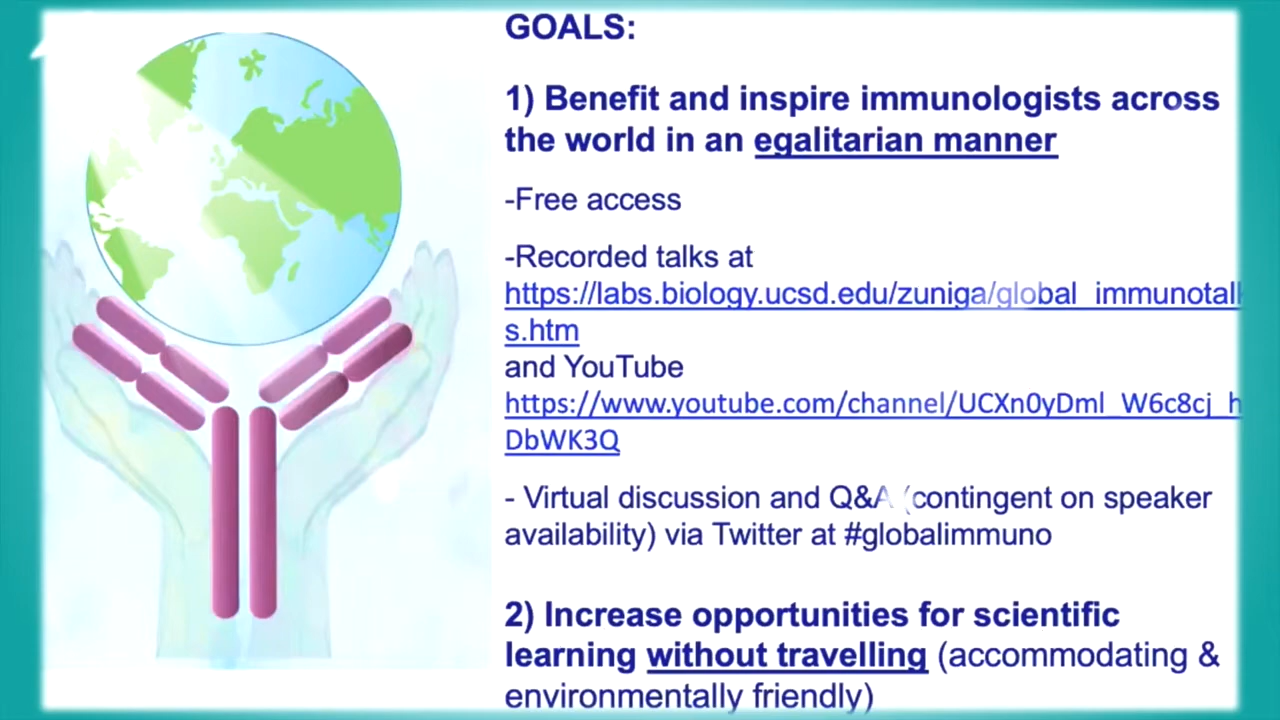 GOALS:
1) Benefit and inspire immunologists across
the world in an egalitarian manner
-Free access
-Recorded talks at
https://labs.biology.ucsd.edu/zuniga/global_immunotalk
s.htm
and YouTube
https://www.youtube.com/channel/UCXn0yDml_W6c8cj_h
DbWK3Q
- Virtual discussion and Q&A (contingent on speaker
availability) via Twitter at #globalimmuno
2) Increase opportunities for scientific
learning without travelling (accommodating &
environmentally friendly)